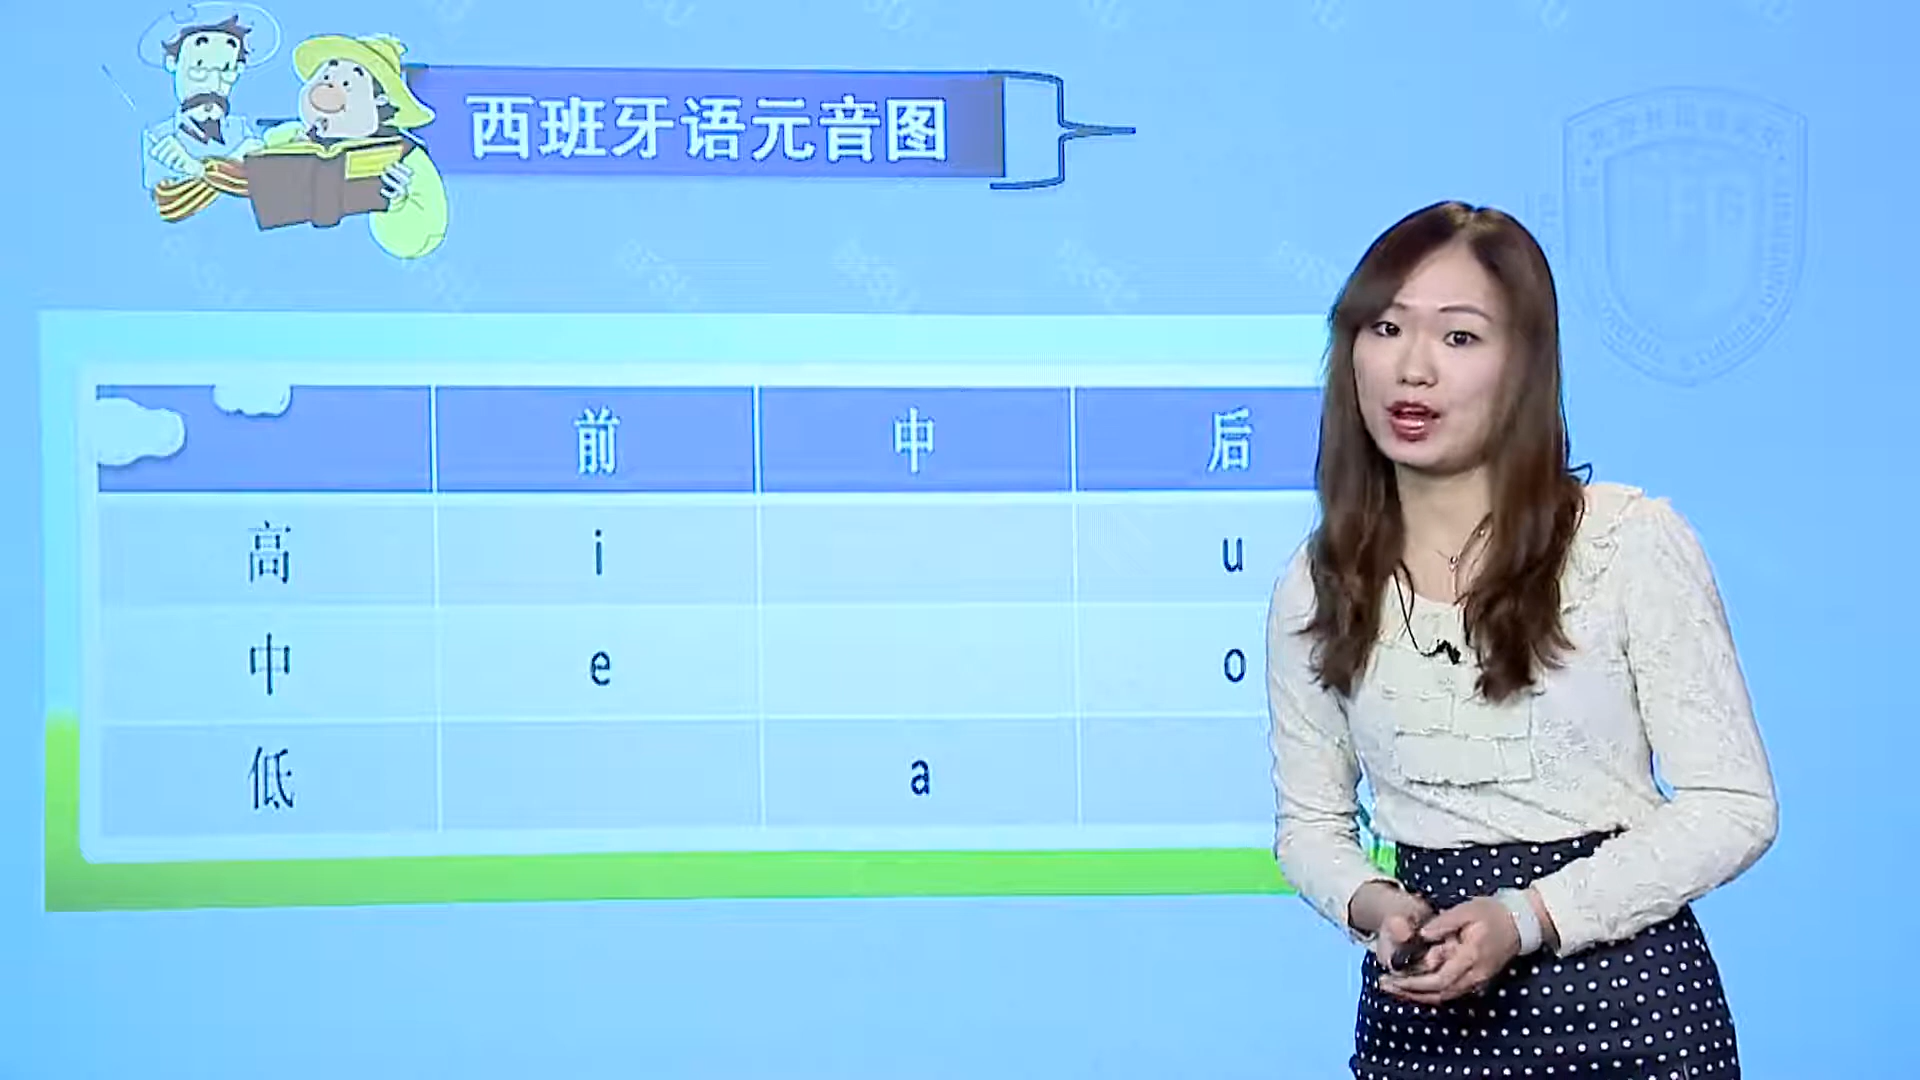 西班牙语元音图
前 中 后
高 i u
中 e o
低 a